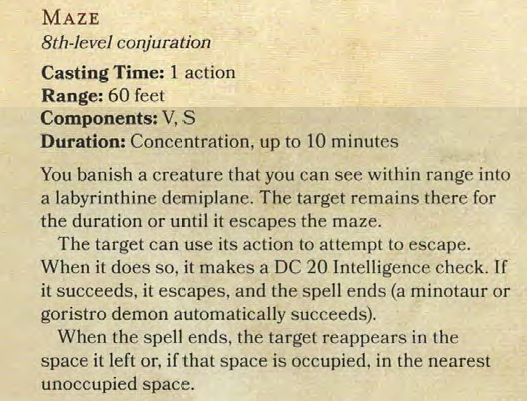 MAZE
8th-level conjuration
Casting Time: 1 action
Range: 60 feet
Components: V, S
Duration: Concentration, up to 10 minutes
You banish a creature that you can see within range into
a labyrinthine demiplane. The target remains there for
the duration or until it escapes the maze.
The target can use its action to attempt to escape.
When it does so, it makes a DC 20 Intelligence check. If
it succeeds, it escapes, and the spell ends (a minotaur or
goristro demon automatically succeeds).
When the spell ends, the target reappears in the
space it left or, if that space is occupied, in the nearest
unoccupied space.